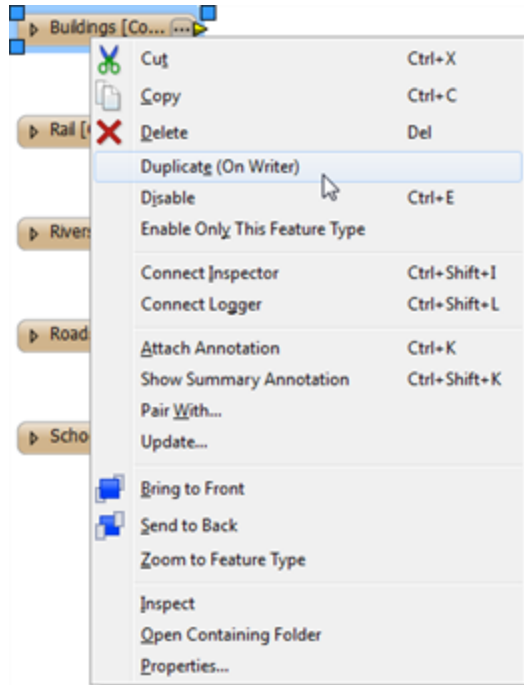 Buildings [Co... ...
Cut Ctrl+X
Copy Ctrl+C
Rail [
Delete Del
Duplicate (On Writer)
Disable Ctrl+E
Enable Only This Feature Type
Rivers
Connect Inspector Ctrl+Shift+I
Connect Logger Ctrl+Shift+L
Road
Attach Annotation Ctrl+K
Show Summary Annotation Ctrl+Shift+K
Pair With...
Scho
Update...
Bring to Front
Send to Back
Zoom to Feature Type
Inspect
Open Containing Folder
Properties...